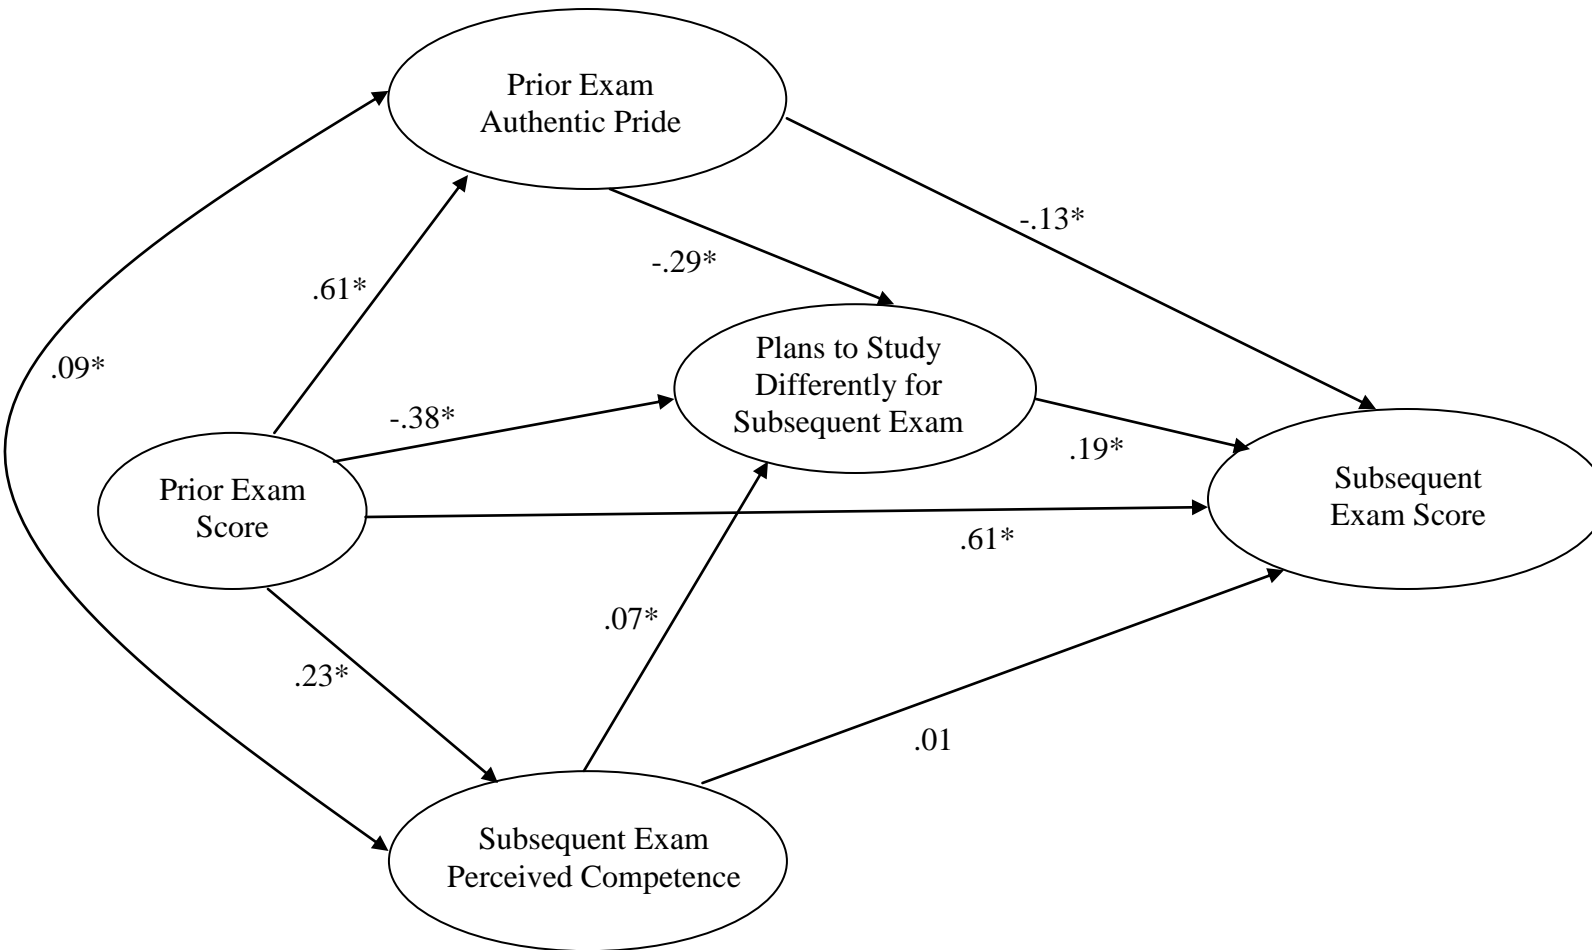 Prior Exam
Authentic Pride
-.13*
-.29*
.61*
Plans to Study
Differently for
Subsequent Exam
.09*
-.38*
.19*
Prior Exam
Score
Subsequent
Exam Score
.61*
.07*
.23*
.01
Subsequent Exam
Perceived Competence